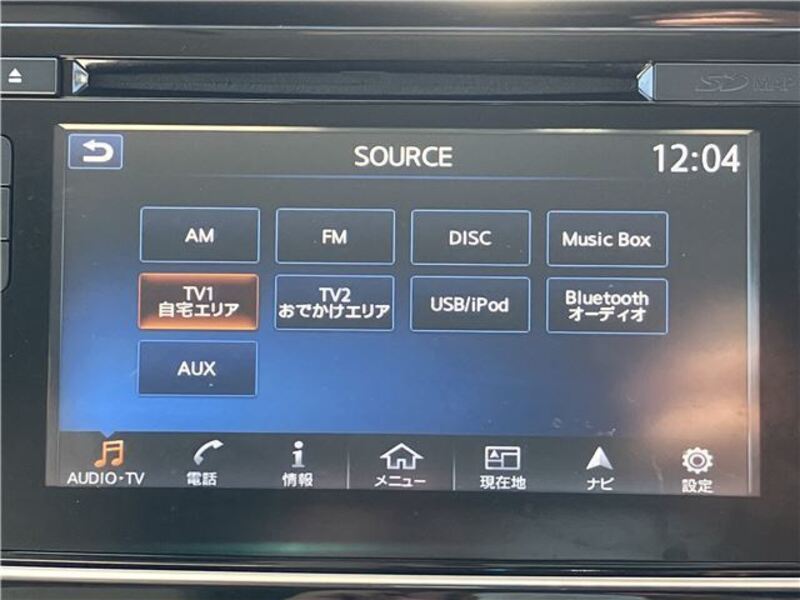 SD MAP
SOURCE
12:04
AM
FM
DISC
Music Box
TV1
自宅エリア
TV2
おでかけエリア
USB/iPod
Bluetooth
オーディオ
AUX
AUDIO・TV
電話
情報
メニュー
現在地
ナビ
設定